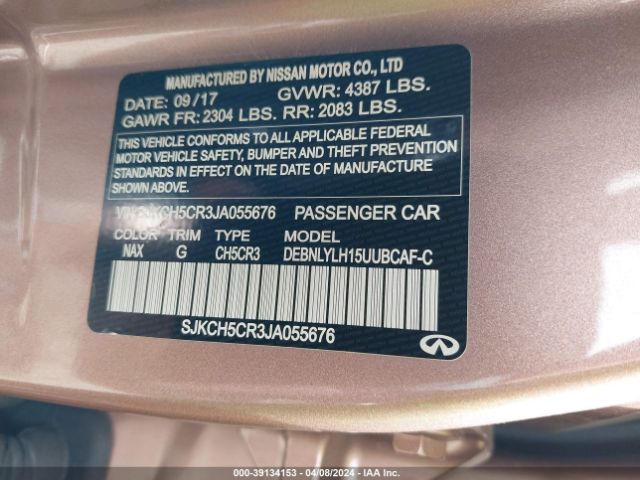 MANUFACTURED BY NISSAN MOTOR CO., LTD
DATE: 09/17 GVWR: 4387 LBS.
GAWR FR: 2304 LBS. RR: 2083 LBS.
THIS VEHICLE CONFORMS TO ALL APPLICABLE FEDERAL
MOTOR VEHICLE SAFETY, BUMPER AND THEFT PREVENTION
STANDARDS IN EFFECT ON THE DATE OF MANUFACTURE
SHOWN ABOVE.
VIN: SJKCH5CR3JA055676 PASSENGER CAR
COLOR TRIM TYPE MODEL
NAX G CH5CR3 DEBNLYLH15UUBCAF-C
SJKCH5CR3JA055676
000-39134153 - 04/08/2024 - IAA Inc.